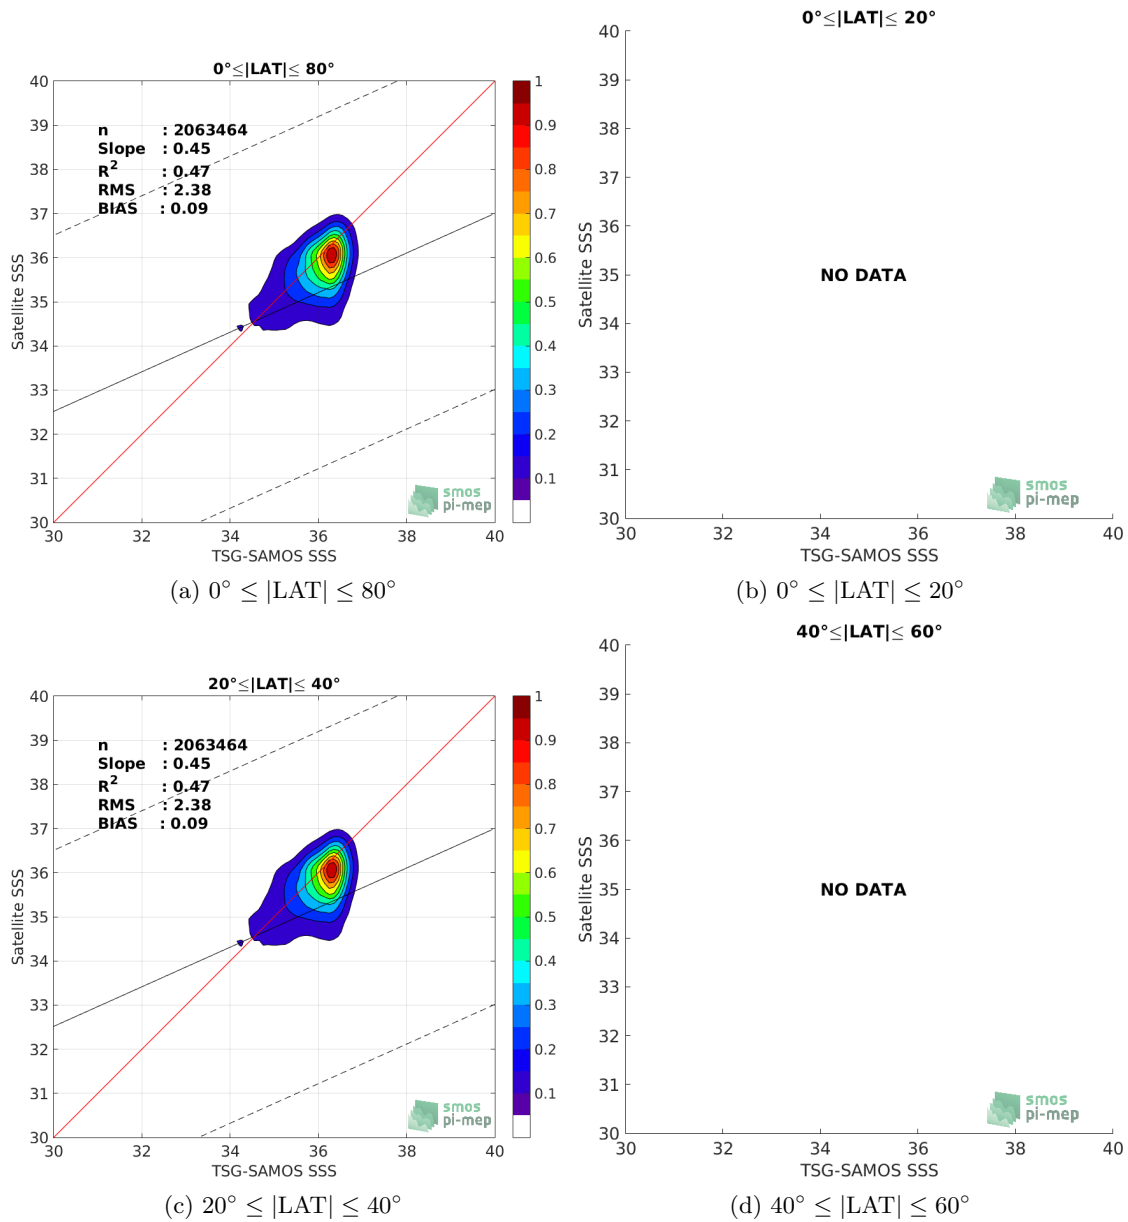 0°≤|LAT|≤ 80°
40
39
38
37
36
35
34
33
32
31
30
Satellite SSS
n : 2063464
Slope : 0.45
R² : 0.47
RMS : 2.38
BIAS : 0.09
1
0.9
0.8
0.7
0.6
0.5
0.4
0.3
0.2
0.1
smos
pi-mep
30 32 34 36 38 40
TSG-SAMOS SSS
(a) 0° ≤ |LAT| ≤ 80°
0°≤|LAT|≤ 20°
40
39
38
37
36
35
34
33
32
31
30
Satellite SSS
NO DATA
smos
pi-mep
30 32 34 36 38 40
TSG-SAMOS SSS
(b) 0° ≤ |LAT| ≤ 20°
20°≤|LAT|≤ 40°
40
39
38
37
36
35
34
33
32
31
30
Satellite SSS
n : 2063464
Slope : 0.45
R² : 0.47
RMS : 2.38
BIAS : 0.09
1
0.9
0.8
0.7
0.6
0.5
0.4
0.3
0.2
0.1
smos
pi-mep
30 32 34 36 38 40
TSG-SAMOS SSS
(c) 20° ≤ |LAT| ≤ 40°
40°≤|LAT|≤ 60°
40
39
38
37
36
35
34
33
32
31
30
Satellite SSS
NO DATA
smos
pi-mep
30 32 34 36 38 40
TSG-SAMOS SSS
(d) 40° ≤ |LAT| ≤ 60°